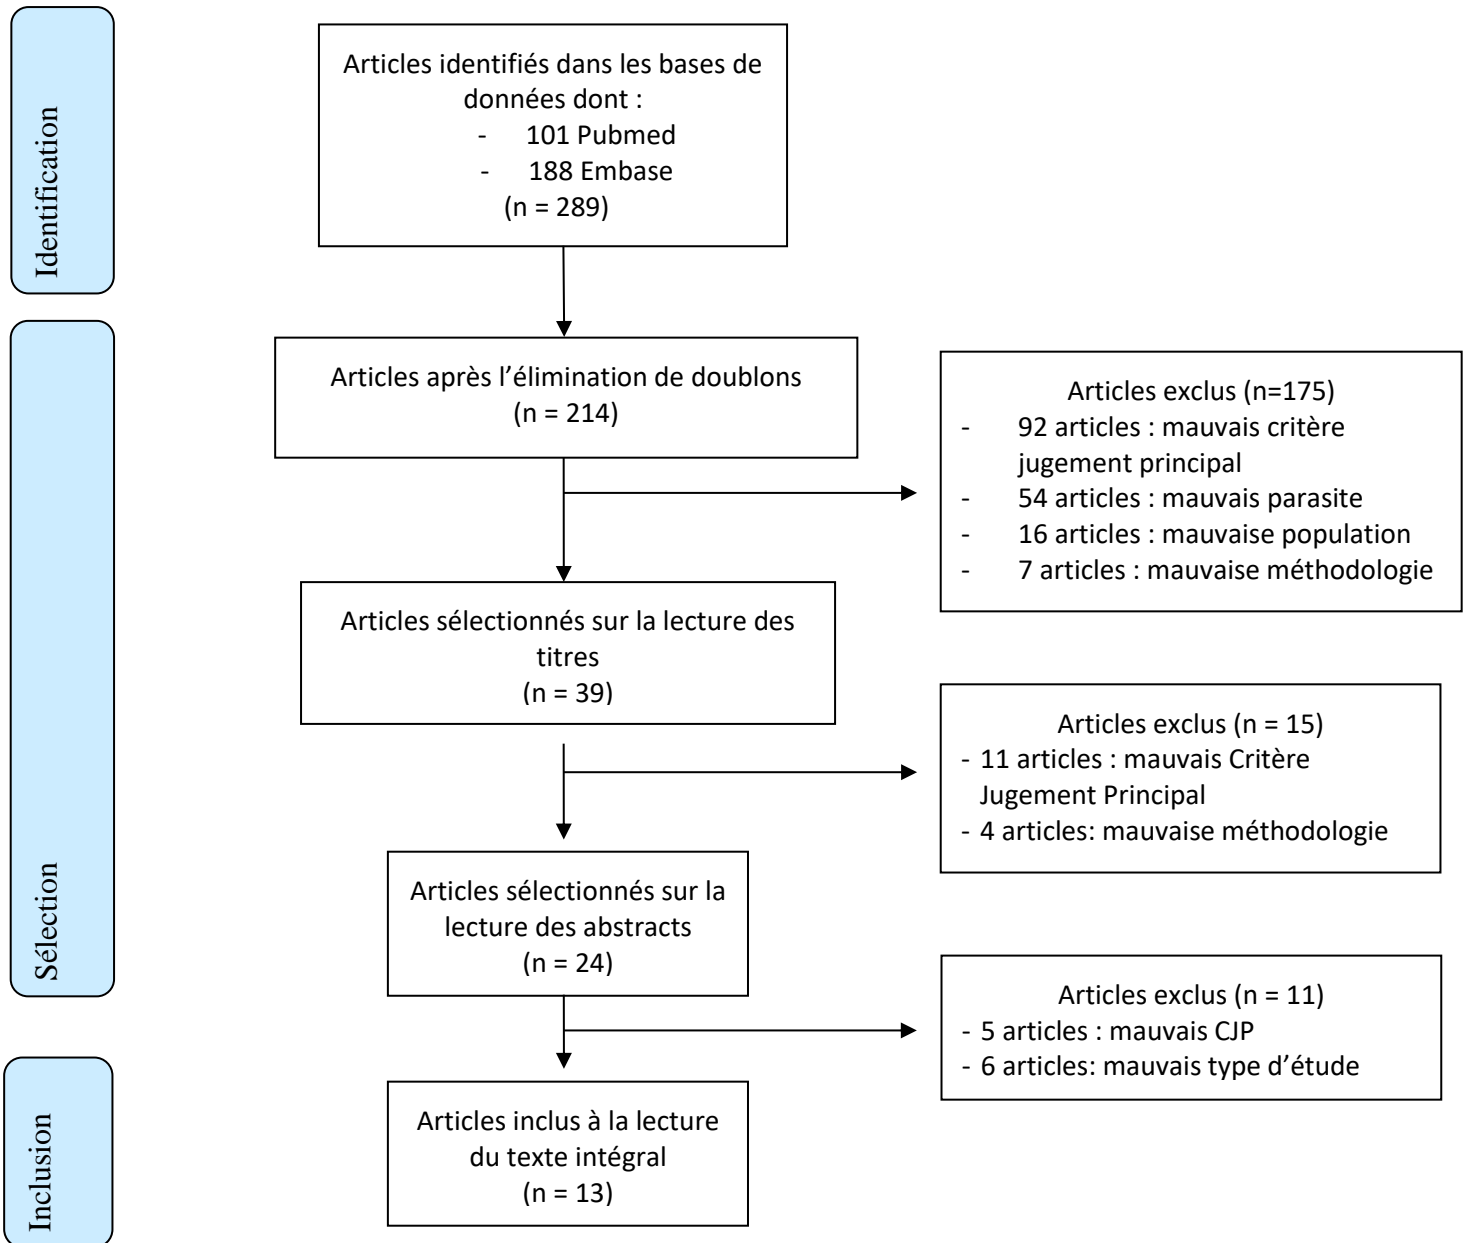 Identification
Articles identifiés dans les bases de
données dont :
- 101 Pubmed
- 188 Embase
(n = 289)
Sélection
Articles après l’élimination de doublons
(n = 214)
Articles exclus (n=175)
- 92 articles : mauvais critère
jugement principal
- 54 articles : mauvais parasite
- 16 articles : mauvaise population
- 7 articles : mauvaise méthodologie
Articles sélectionnés sur la lecture des
titres
(n = 39)
Articles exclus (n = 15)
- 11 articles : mauvais Critère
Jugement Principal
- 4 articles: mauvaise méthodologie
Articles sélectionnés sur la
lecture des abstracts
(n = 24)
Articles exclus (n = 11)
- 5 articles : mauvais CJP
- 6 articles: mauvais type d’étude
Inclusion
Articles inclus à la lecture
du texte intégral
(n = 13)